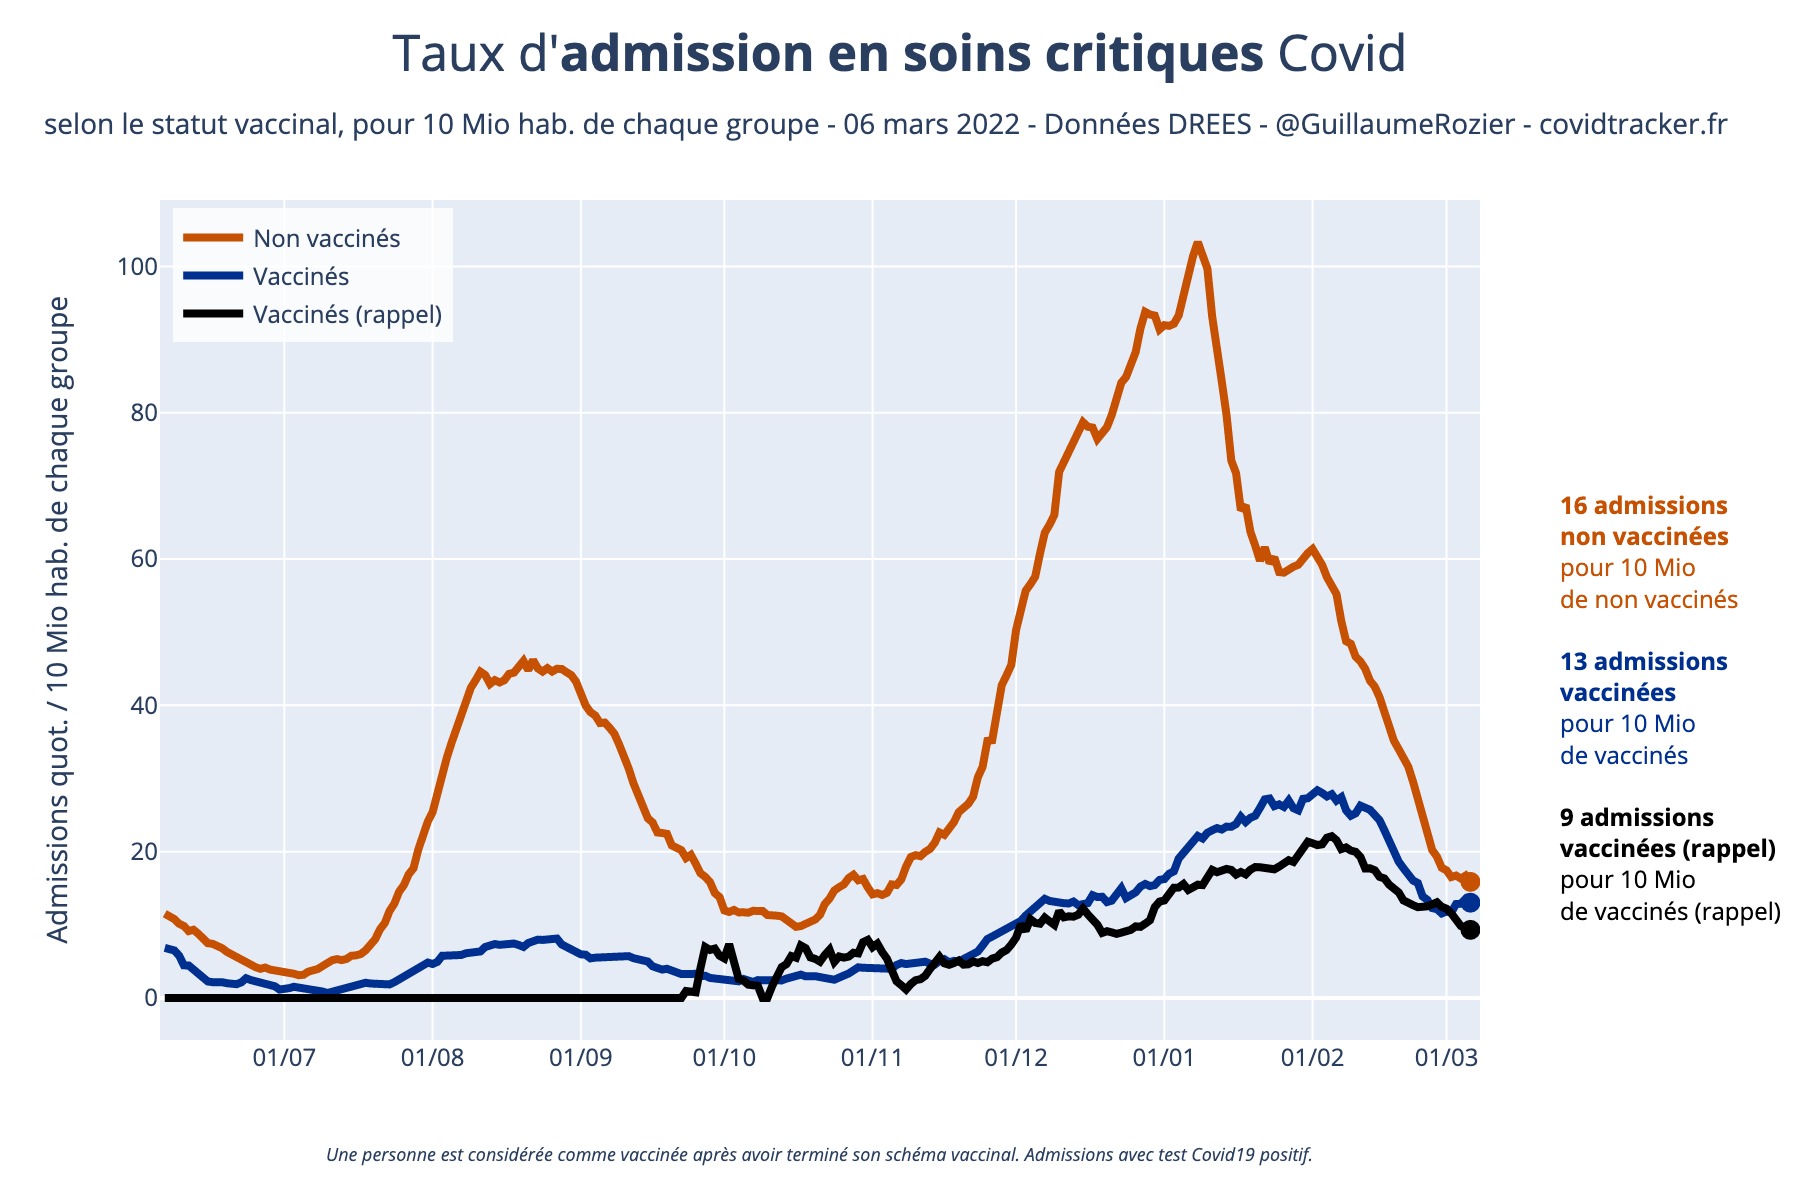 Taux d'admission en soins critiques Covid
selon le statut vaccinal, pour 10 Mio hab. de chaque groupe - 06 mars 2022 - Données DREES - @GuillaumeRozier - covidtracker.fr
Admissions quot. / 10 Mio hab. de chaque groupe
Non vaccinés
Vaccinés
Vaccinés (rappel)
100
80
60
40
20
0
01/07 01/08 01/09 01/10 01/11 01/12 01/01 01/02 01/03
16 admissions
non vaccinées
pour 10 Mio
de non vaccinés
13 admissions
vaccinées
pour 10 Mio
de vaccinés
9 admissions
vaccinées (rappel)
pour 10 Mio
de vaccinés (rappel)
Une personne est considérée comme vaccinée après avoir terminé son schéma vaccinal. Admissions avec test Covid19 positif.